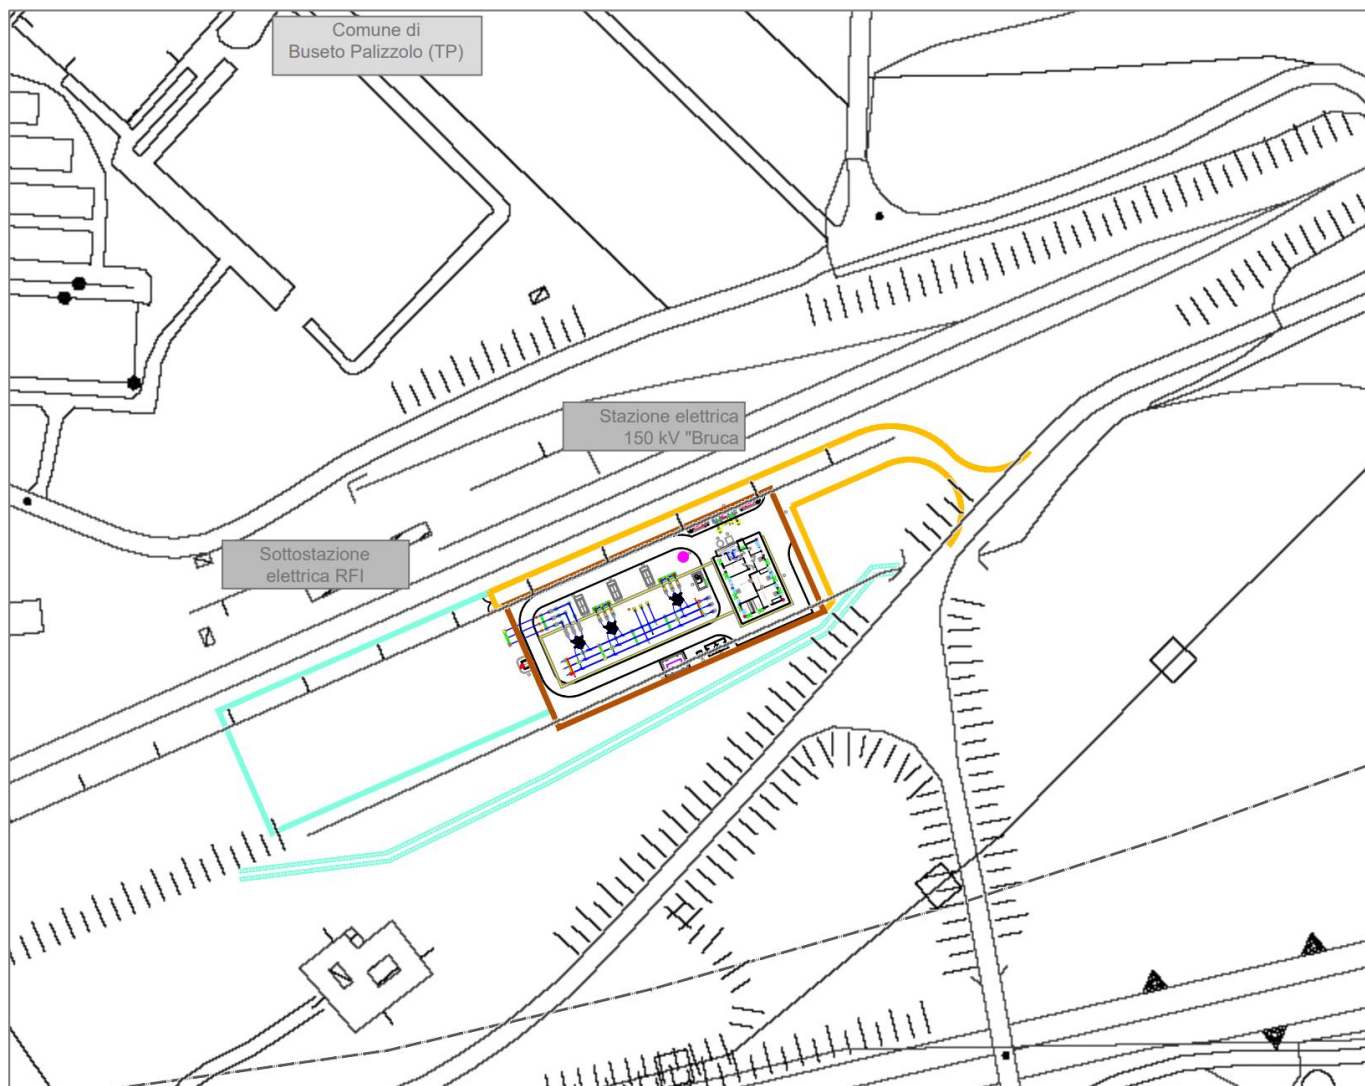 Comune di
Buseto Palizzolo (TP)
Stazione elettrica
150 kV "Bruca
Sottostazione
elettrica RFI